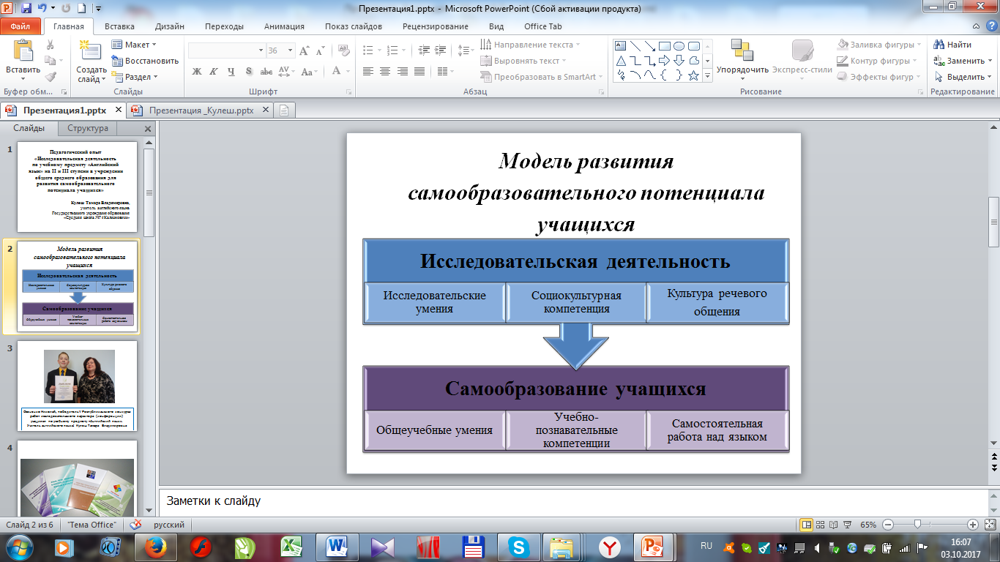 Презентация1.pptx - Microsoft PowerPoint (Сбой активации продукта)
Файл Главная Вставка Дизайн Переходы Анимация Показ слайдов Рецензирование Вид Office Tab
Вставить
Создать слайд
Макет
Восстановить
Раздел
36
Ж К Ч S abc AV Aa A
Направление текста
Выровнять текст
Преобразовать в SmartArt
Упорядочить
Экспресс-стили
Заливка фигуры
Контур фигуры
Эффекты фигур
Найти
Заменить
Выделить
Буфер обм... Слайды Шрифт Абзац Рисование Редактирование
Презентация1.pptx Презентация _Кулеш.pptx
Слайды Структура
1
Педагогический опыт
«Исследовательская деятельность
по учебному предмету «Английский
язык» на II и III ступени в учреждении
общего среднего образования для
развития самообразовательного
потенциала учащихся»
Кулеш Тамара Владимировна,
учитель английского языка
Государственного учреждения образования
2
Модель развития
самообразовательного потенциала
учащихся
Исследовательская деятельность
Исследовательские умения
Социокультурная компетенция
Культура речевого общения
Самообразование учащихся
Общеучебные умения
Учебно-познавательные компетенции
Самостоятельная работа над языком
3
4
Модель развития
самообразовательного потенциала
учащихся
Исследовательская деятельность
Исследовательские
умения
Социокультурная
компетенция
Культура речевого
общения
Самообразование учащихся
Общеучебные умения
Учебно-
познавательные
компетенции
Самостоятельная
работа над языком
Заметки к слайду
Слайд 2 из 6 "Тема Office" русский 65%
RU
16:07
03.10.2017